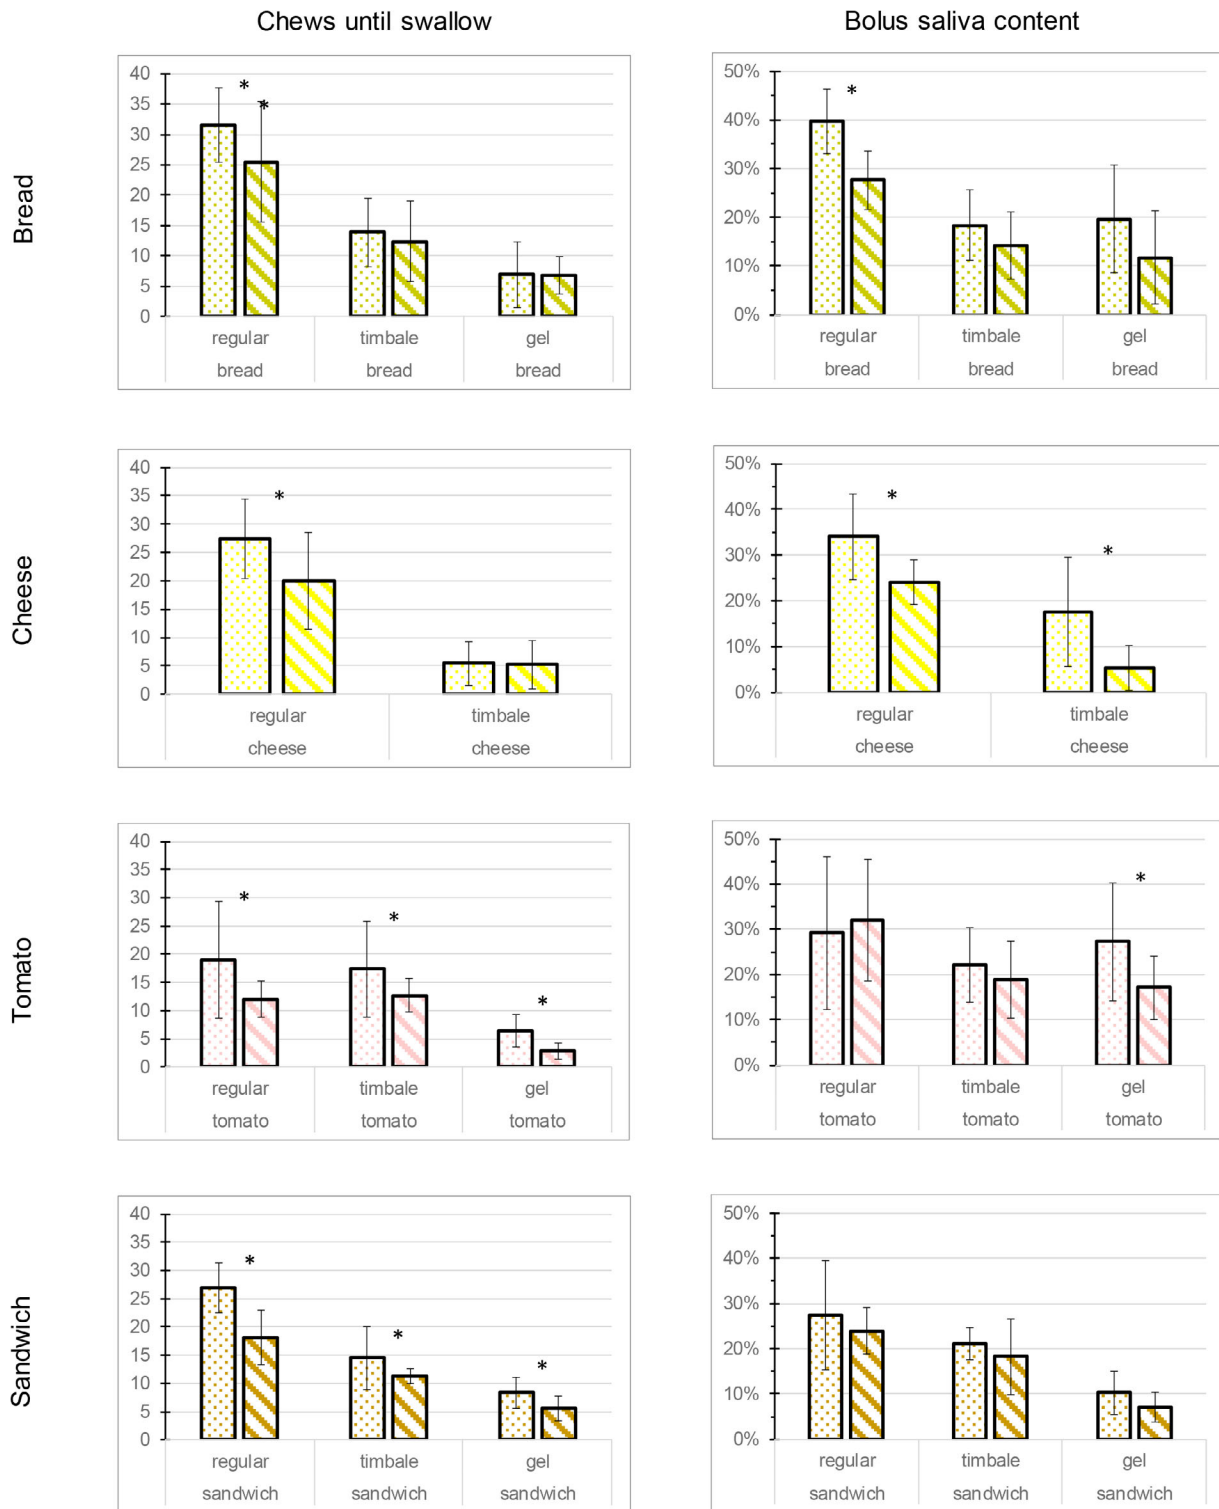 Chews until swallow
Bolus saliva content
Bread
40
35
30
25
20
15
10
5
0
*
*
regular
timbale
gel
bread
bread
bread
50%
40%
30%
20%
10%
0%
*
regular
timbale
gel
bread
bread
bread
Cheese
40
35
30
25
20
15
10
5
0
*
regular
timbale
cheese
cheese
50%
40%
30%
20%
10%
0%
*
*
regular
timbale
cheese
cheese
Tomato
40
35
30
25
20
15
10
5
0
*
*
*
regular
timbale
gel
tomato
tomato
tomato
50%
40%
30%
20%
10%
0%
*
regular
timbale
gel
tomato
tomato
tomato
Sandwich
40
35
30
25
20
15
10
5
0
*
*
*
regular
timbale
gel
sandwich
sandwich
sandwich
50%
40%
30%
20%
10%
0%
regular
timbale
gel
sandwich
sandwich
sandwich